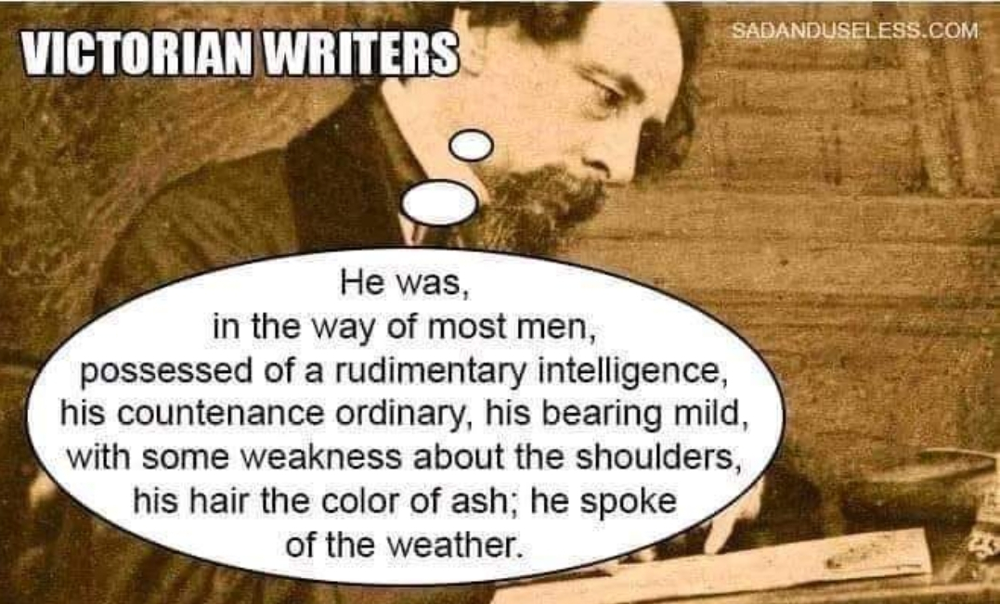 SADANDUSELESS.COM
VICTORIAN WRITERS
He was,
in the way of most men,
possessed of a rudimentary intelligence,
his countenance ordinary, his bearing mild,
with some weakness about the shoulders,
his hair the color of ash; he spoke
of the weather.